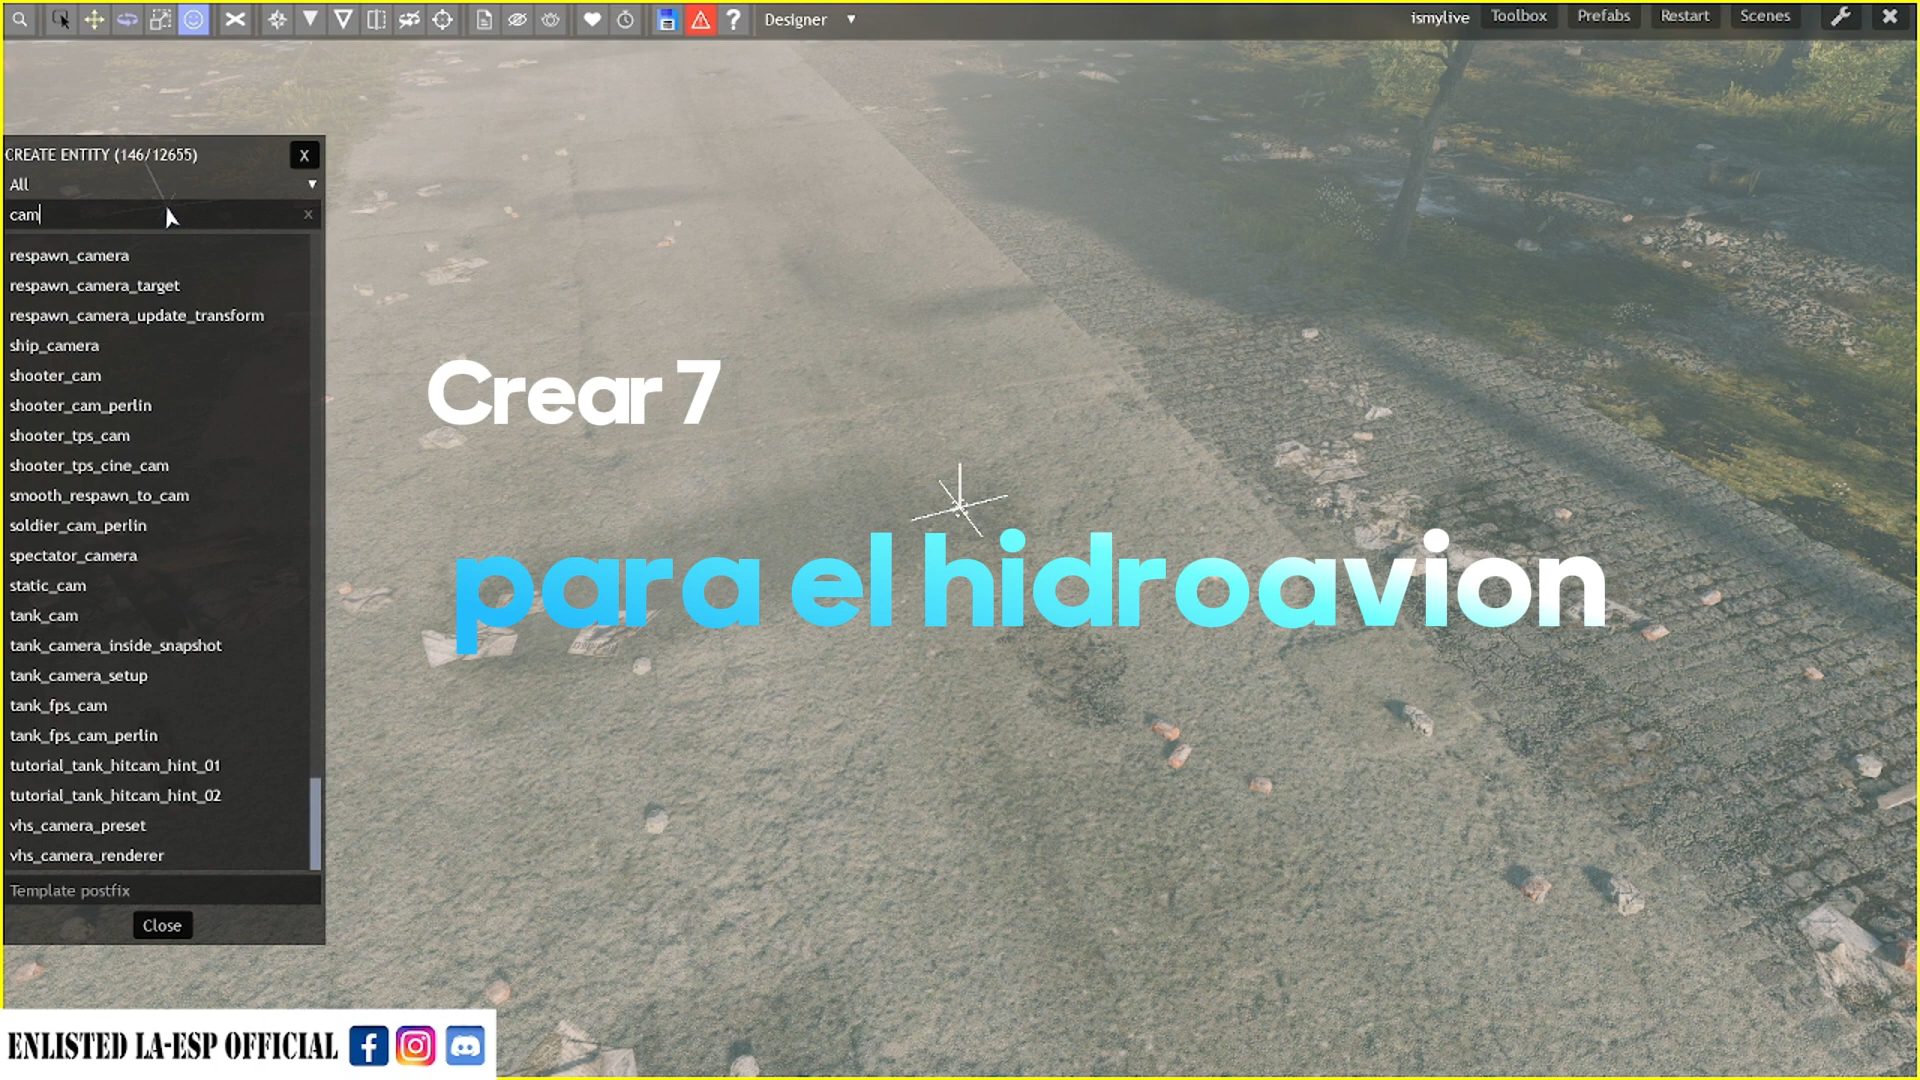 Designer
ismylive
Toolbox
Prefabs
Restart
Scenes
CREATE ENTITY (146/12655)
X
All
cam
x
respawn_camera
respawn_camera_target
respawn_camera_update_transform
ship_camera
shooter_cam
shooter_cam_perlin
shooter_tps_cam
shooter_tps_cine_cam
smooth_respawn_to_cam
soldier_cam_perlin
spectator_camera
static_cam
tank_cam
tank_camera_inside_snapshot
tank_camera_setup
tank_fps_cam
tank_fps_cam_perlin
tutorial_tank_hitcam_hint_01
tutorial_tank_hitcam_hint_02
vhs_camera_preset
vhs_camera_renderer
Template postfix
Close
Crear 7
para el hidroavion
ENLISTED LA-ESP OFFICIAL